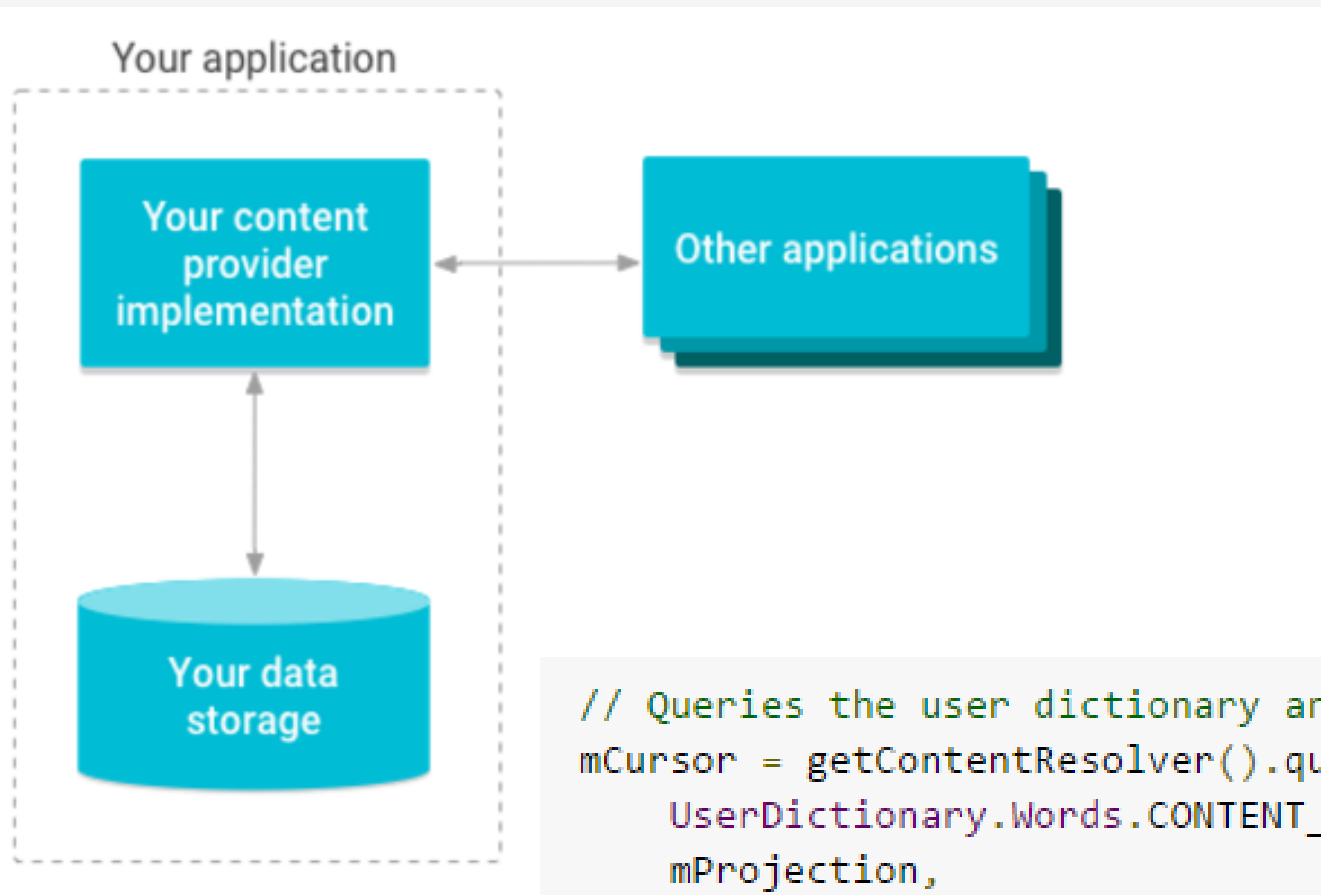 Your application
Your content
provider
implementation
Other applications
Your data
storage
// Queries the user dictionary
mCursor = getContentResolver().qu
UserDictionary.Words.CONTENT_
mProjection,